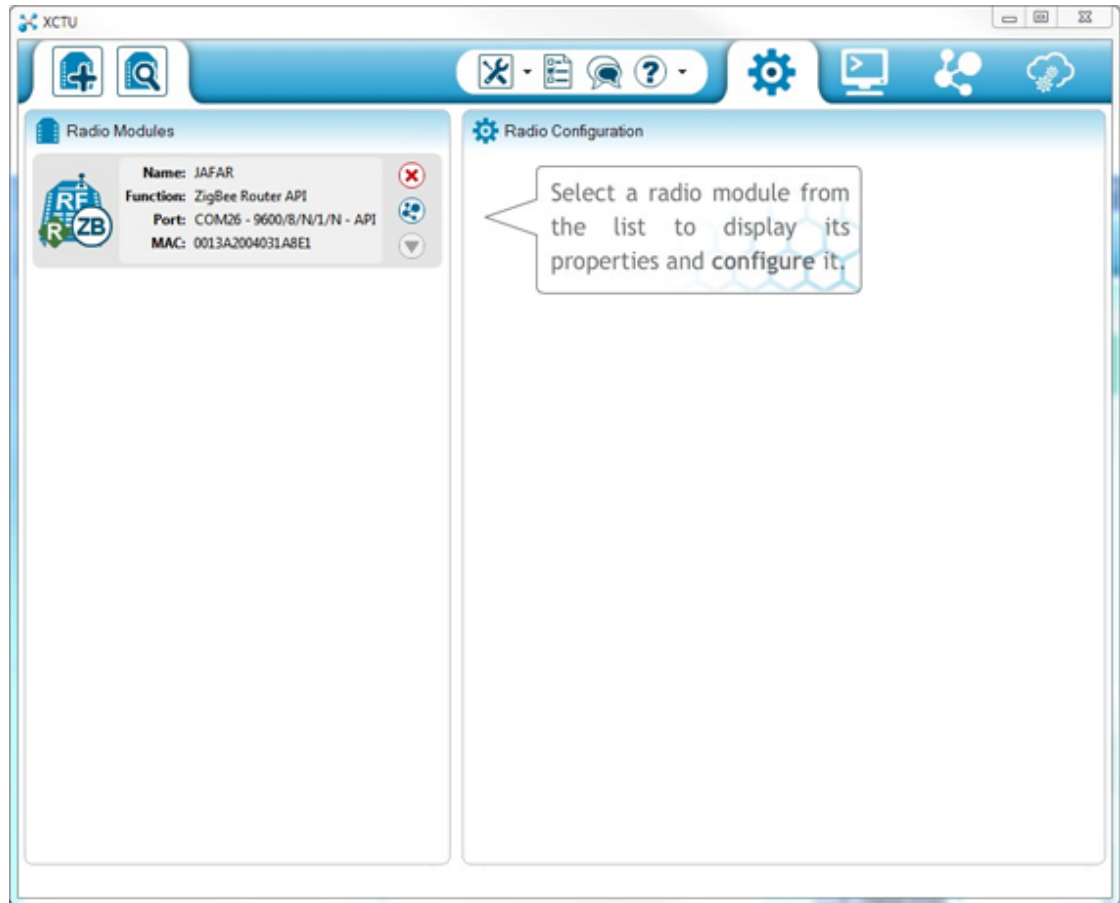 XCTU
Radio Modules
Name: JAFAR
Function: ZigBee Router API
Port: COM26 - 9600/8/N/1/N - API
MAC: 0013A2004031A8E1
RF
R ZB
Radio Configuration
Select a radio module from
the list to display its
properties and configure it.